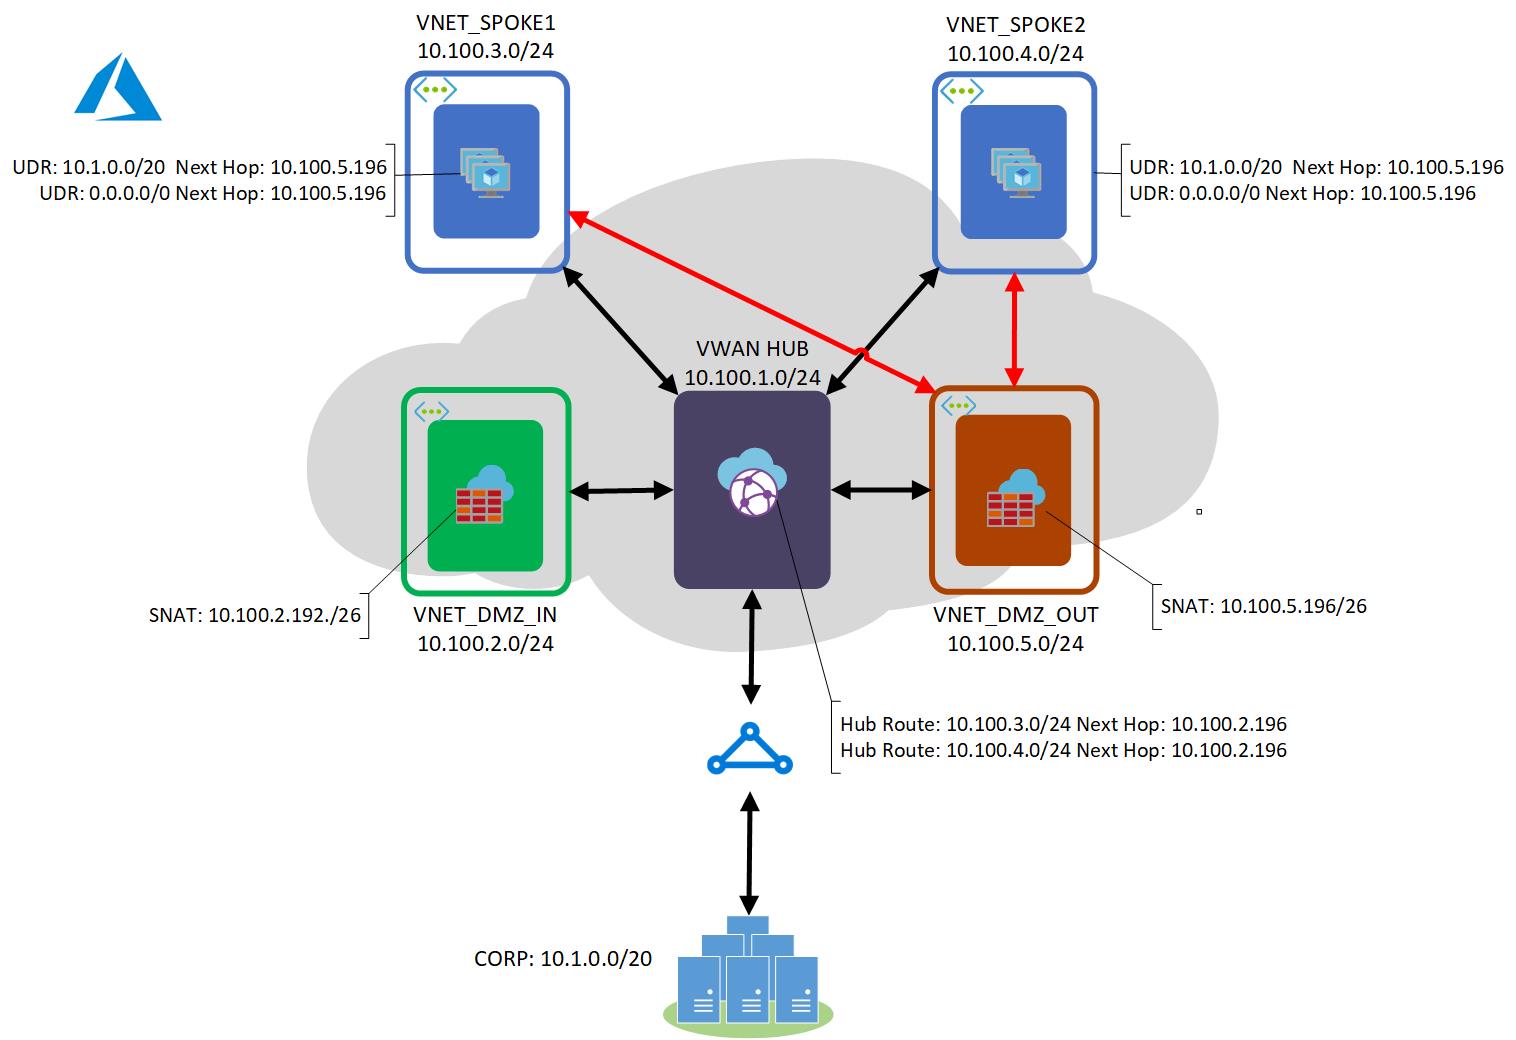 VNET_SPOKE1
10.100.3.0/24
VNET_SPOKE2
10.100.4.0/24
UDR: 10.1.0.0/20  Next Hop: 10.100.5.196
UDR: 0.0.0.0/0 Next Hop: 10.100.5.196
UDR: 10.1.0.0/20  Next Hop: 10.100.5.196
UDR: 0.0.0.0/0 Next Hop: 10.100.5.196
VWAN HUB
10.100.1.0/24
SNAT: 10.100.2.192./26
VNET_DMZ_IN
10.100.2.0/24
VNET_DMZ_OUT
10.100.5.0/24
SNAT: 10.100.5.196/26
Hub Route: 10.100.3.0/24 Next Hop: 10.100.2.196
Hub Route: 10.100.4.0/24 Next Hop: 10.100.2.196
CORP: 10.1.0.0/20